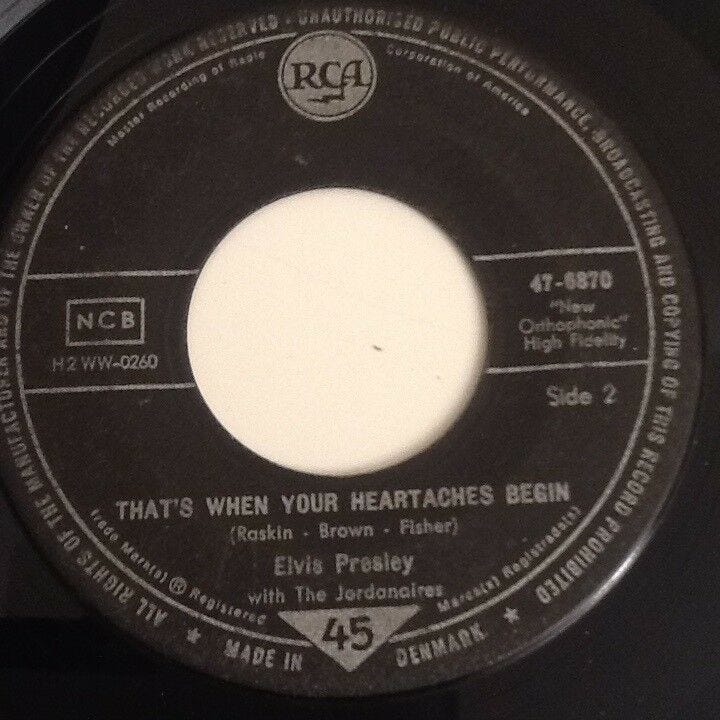 ALL RIGHTS OF THE MANUFACTURER AND OF THE OWNER OF THE RECORDED WORK RESERVED - UNAUTHORISED PUBLIC PERFORMANCE, BROADCASTING AND COPYING OF THIS RECORD PROHIBITED
Master Recording of Radio Corporation of America
RCA
NCB
H2 WW-0260
47-6870
"New
Orthophonic"
High Fidelity
Side 2
THAT'S WHEN YOUR HEARTACHES BEGIN
(Raskin - Brown - Fisher)
Elvis Presley
with The Jordanaires
Trade Mark(s) ® Registered
Marca(s) Registrada(s)
45
★ MADE IN DENMARK ★